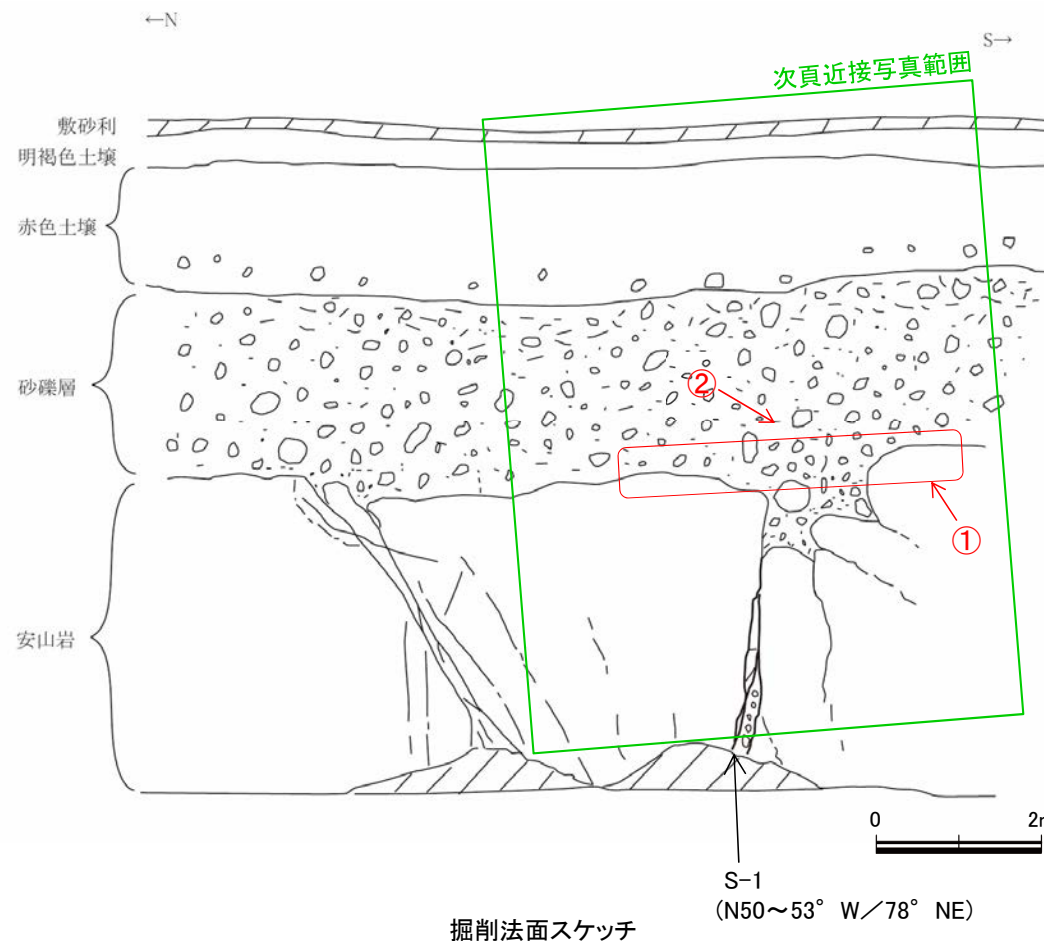 ←N
S→
次頁近接写真範囲
敷砂利
明褐色土壌
赤色土壌
砂礫層
②
①
安山岩
0 2m
S-1
(N50～53°W／78°NE)
掘削法面スケッチ